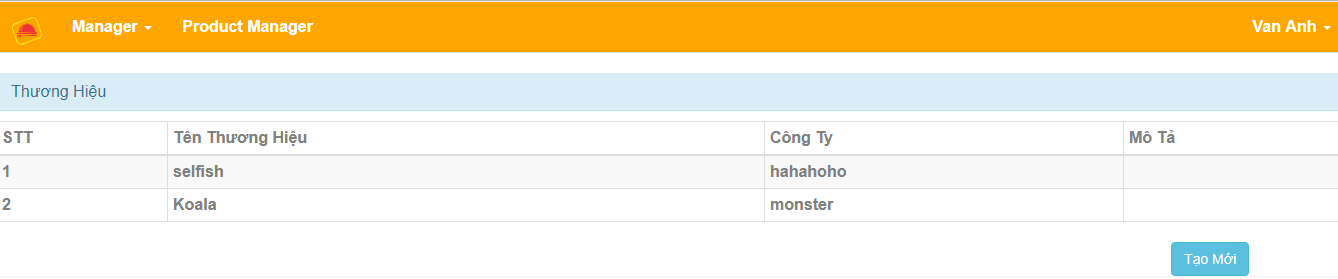 Manager Product Manager Van Anh
Thương Hiệu
STT Tên Thương Hiệu Công Ty Mô Tả
1 selfish hahahoho
2 Koala monster
Tạo Mới